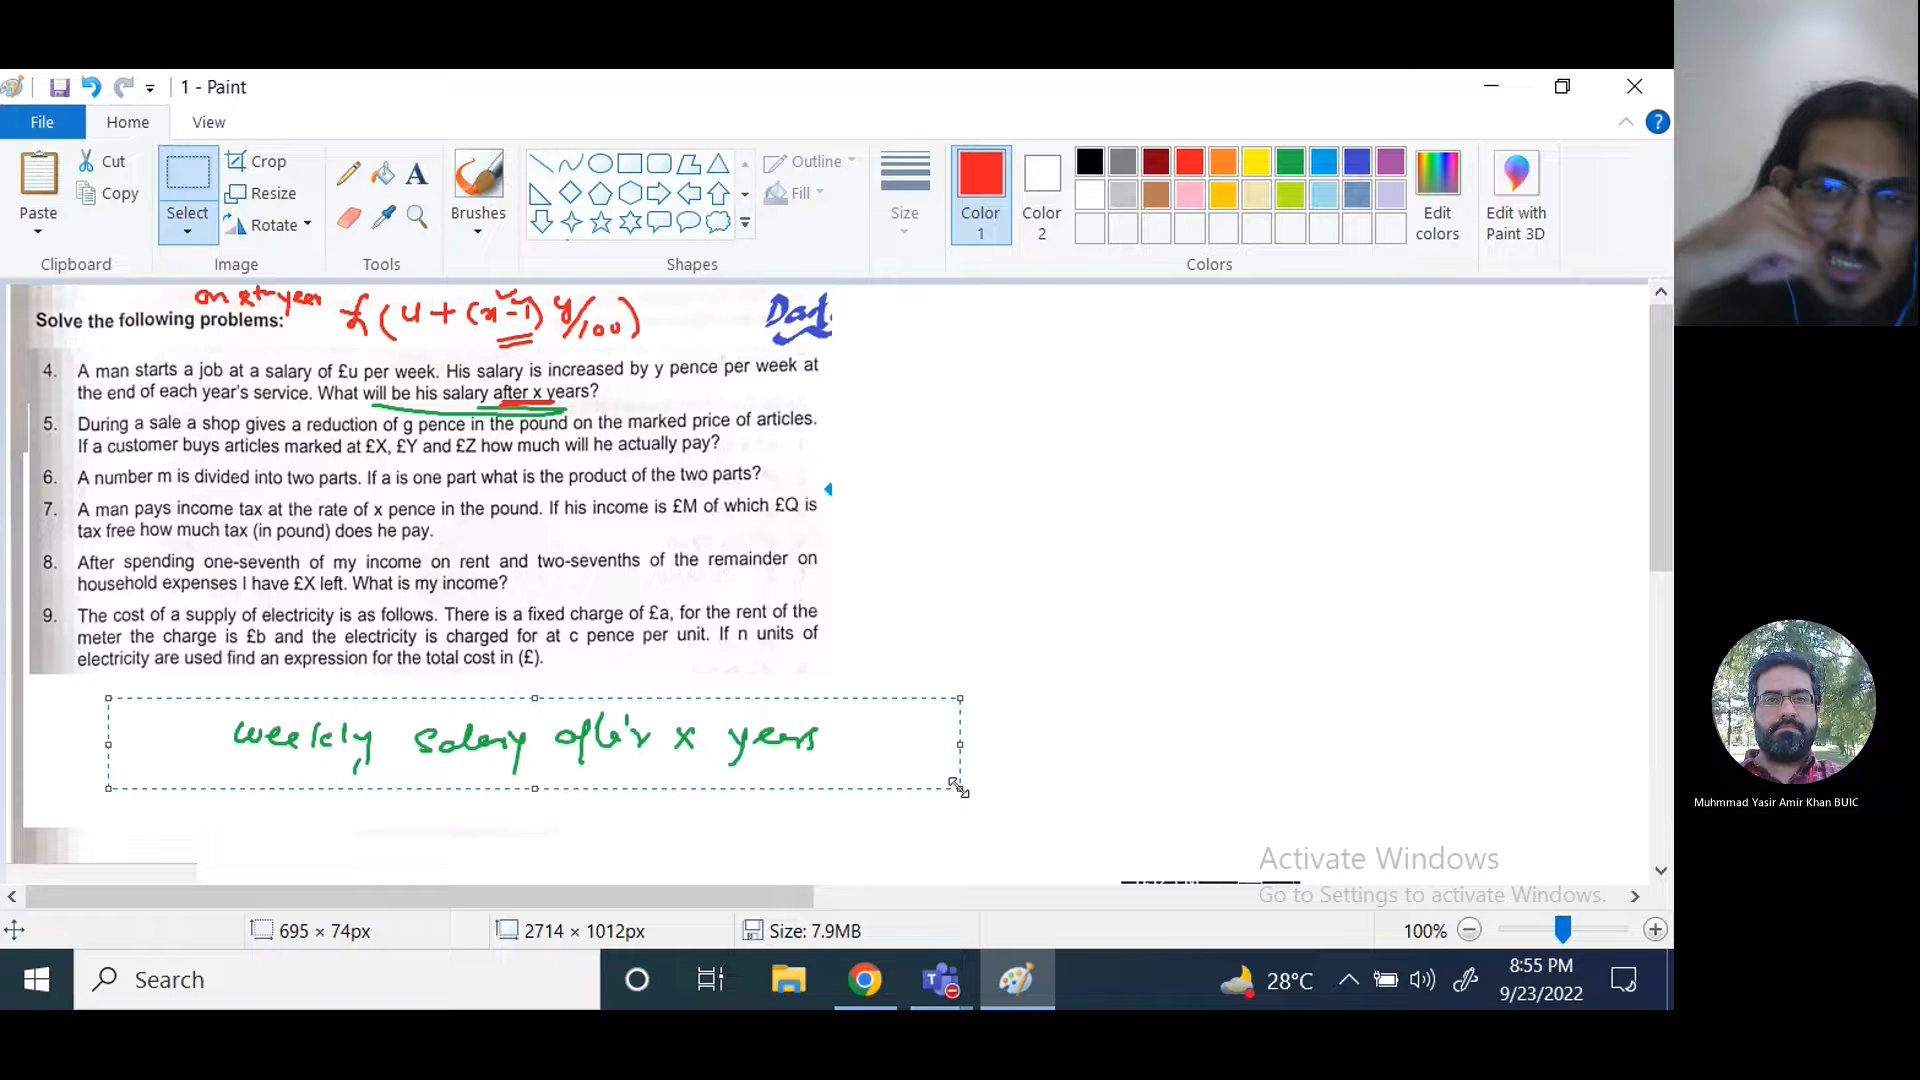 1 - Paint
File Home View ?
Paste
Cut
Copy
Select
Crop
Resize
Rotate
A
Brushes
Outline
Fill
Size
Color 1
Color 2
Edit colors
Edit with Paint 3D
Clipboard Image Tools Shapes Colors
on xth year £(u + (x-1) y/100)
Solve the following problems:
4. A man starts a job at a salary of £u per week. His salary is increased by y pence per week at
the end of each year's service. What will be his salary after x years?
5. During a sale a shop gives a reduction of g pence in the pound on the marked price of articles.
If a customer buys articles marked at £X, £Y and £Z how much will he actually pay?
6. A number m is divided into two parts. If a is one part what is the product of the two parts?
7. A man pays income tax at the rate of x pence in the pound. If his income is £M of which £Q is
tax free how much tax (in pound) does he pay.
8. After spending one-seventh of my income on rent and two-sevenths of the remainder on
household expenses I have £X left. What is my income?
9. The cost of a supply of electricity is as follows. There is a fixed charge of £a, for the rent of the
meter the charge is £b and the electricity is charged for at c pence per unit. If n units of
electricity are used find an expression for the total cost in (£).
weekly salary after x years
Muhmmad Yasir Amir Khan BUIC
Activate Windows
Go to Settings to activate Windows.
695 × 74px 2714 × 1012px Size: 7.9MB 100%
Search 28°C 8:55 PM
9/23/2022